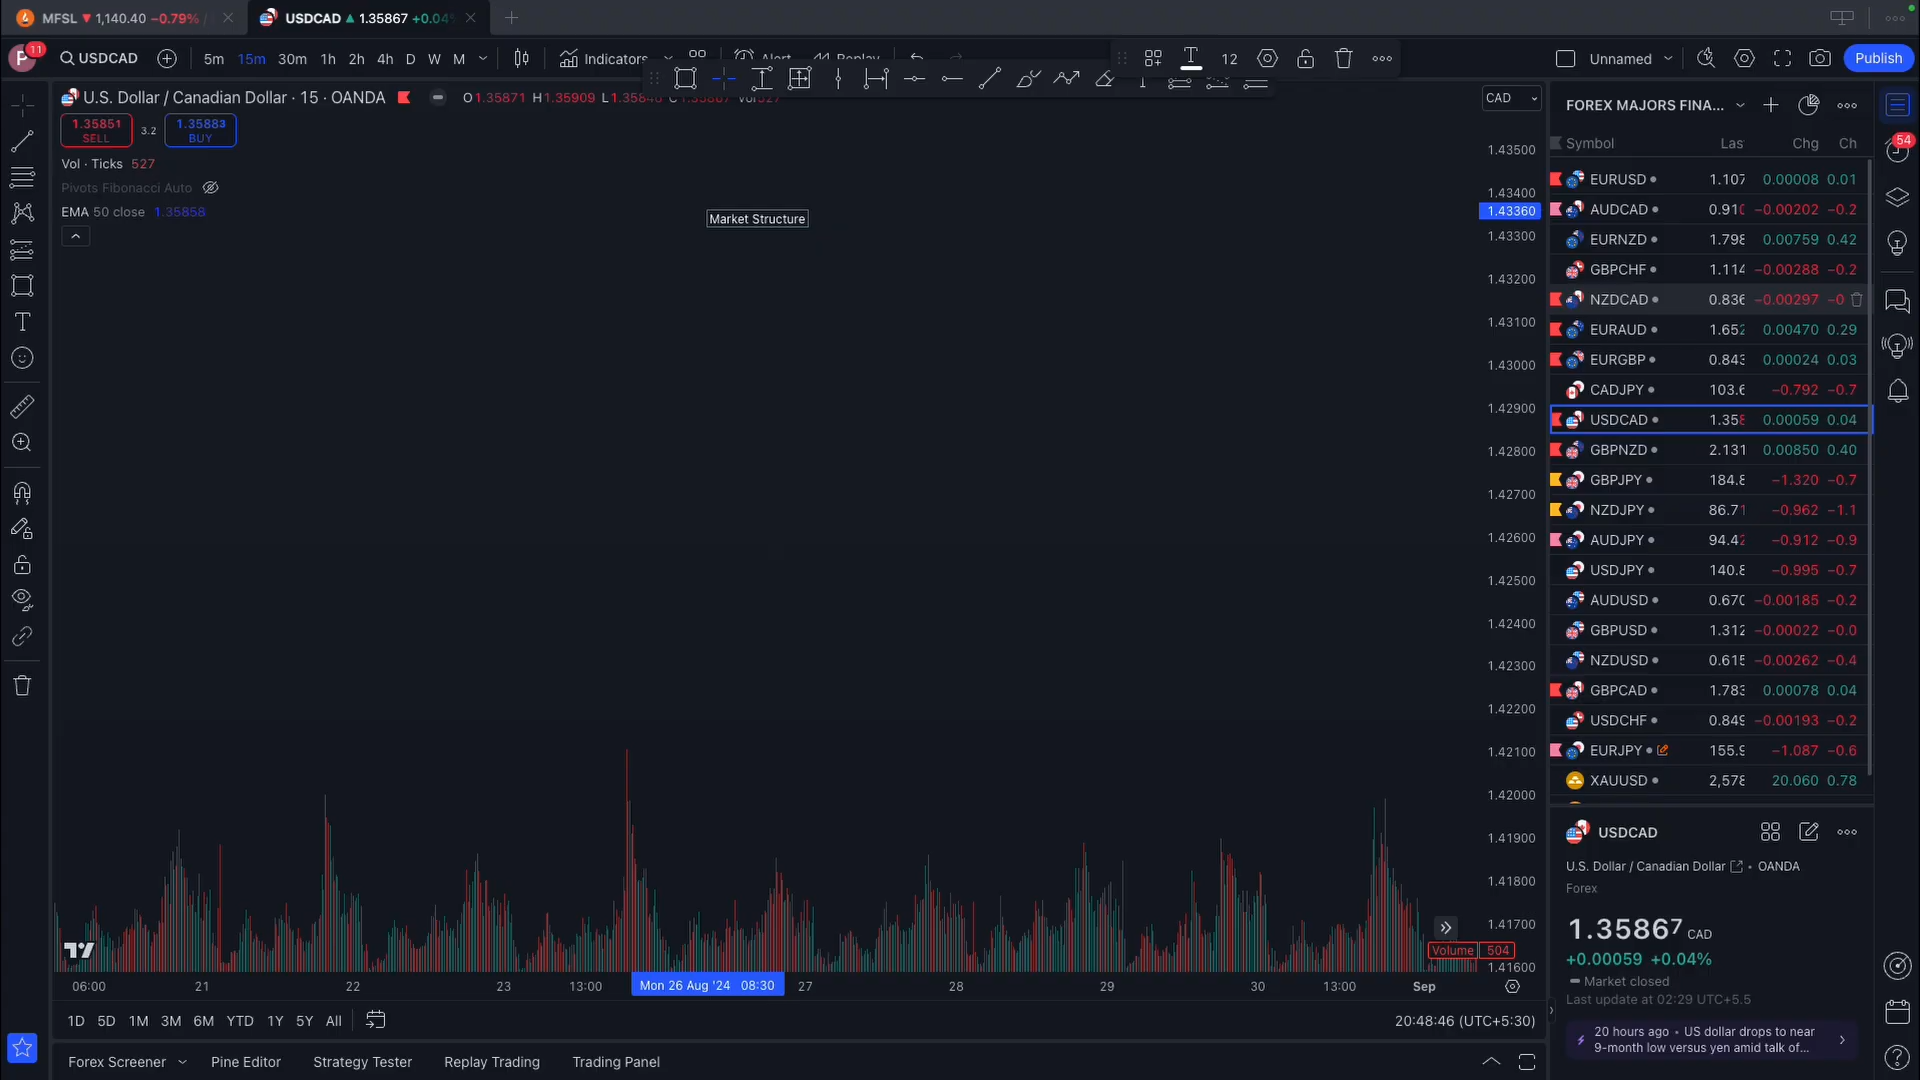 MFSL ▼ 1,140.40 −0.79% /
USDCAD ▲ 1.35867 +0.04%
P 11
USDCAD 5m 15m 30m 1h 2h 4h D W M Indicators Alert Replay 12 Unnamed Publish
U.S. Dollar / Canadian Dollar · 15 · OANDA O1.35871 H1.35909
1.35851 SELL 3.2 1.35883 BUY
Vol · Ticks 527
Pivots Fibonacci Auto
EMA 50 close 1.35858
Market Structure
CAD
1.43500
1.43400
1.43360
1.43300
1.43200
1.43100
1.43000
1.42900
1.42800
1.42700
1.42600
1.42500
1.42400
1.42300
1.42200
1.42100
1.42000
1.41900
1.41800
1.41700
Volume 504
1.41600
06:00 21 22 23 13:00 Mon 26 Aug '24 08:30 27 28 29 30 13:00 Sep
1D 5D 1M 3M 6M YTD 1Y 5Y All 20:48:46 (UTC+5:30)
Forex Screener Pine Editor Strategy Tester Replay Trading Trading Panel
FOREX MAJORS FINA...
Symbol Las Chg Ch
54
EURUSD 1.107 0.00008 0.01
AUDCAD 0.910 −0.00202 −0.2
EURNZD 1.798 0.00759 0.42
GBPCHF 1.114 −0.00288 −0.2
NZDCAD 0.836 −0.00297 −0
EURAUD 1.652 0.00470 0.29
EURGBP 0.843 0.00024 0.03
CADJPY 103.6 −0.792 −0.7
USDCAD 1.358 0.00059 0.04
GBPNZD 2.131 0.00850 0.40
GBPJPY 184.8 −1.320 −0.7
NZDJPY 86.71 −0.962 −1.1
AUDJPY 94.42 −0.912 −0.9
USDJPY 140.8 −0.995 −0.7
AUDUSD 0.670 −0.00185 −0.2
GBPUSD 1.312 −0.00022 −0.0
NZDUSD 0.615 −0.00262 −0.4
GBPCAD 1.783 0.00078 0.04
USDCHF 0.849 −0.00193 −0.2
EURJPY 155.9 −1.087 −0.6
XAUUSD 2,578 20.060 0.78
USDCAD
U.S. Dollar / Canadian Dollar • OANDA
Forex
1.35867 CAD
+0.00059 +0.04%
Market closed
Last update at 02:29 UTC+5.5
20 hours ago • US dollar drops to near
9-month low versus yen amid talk of...